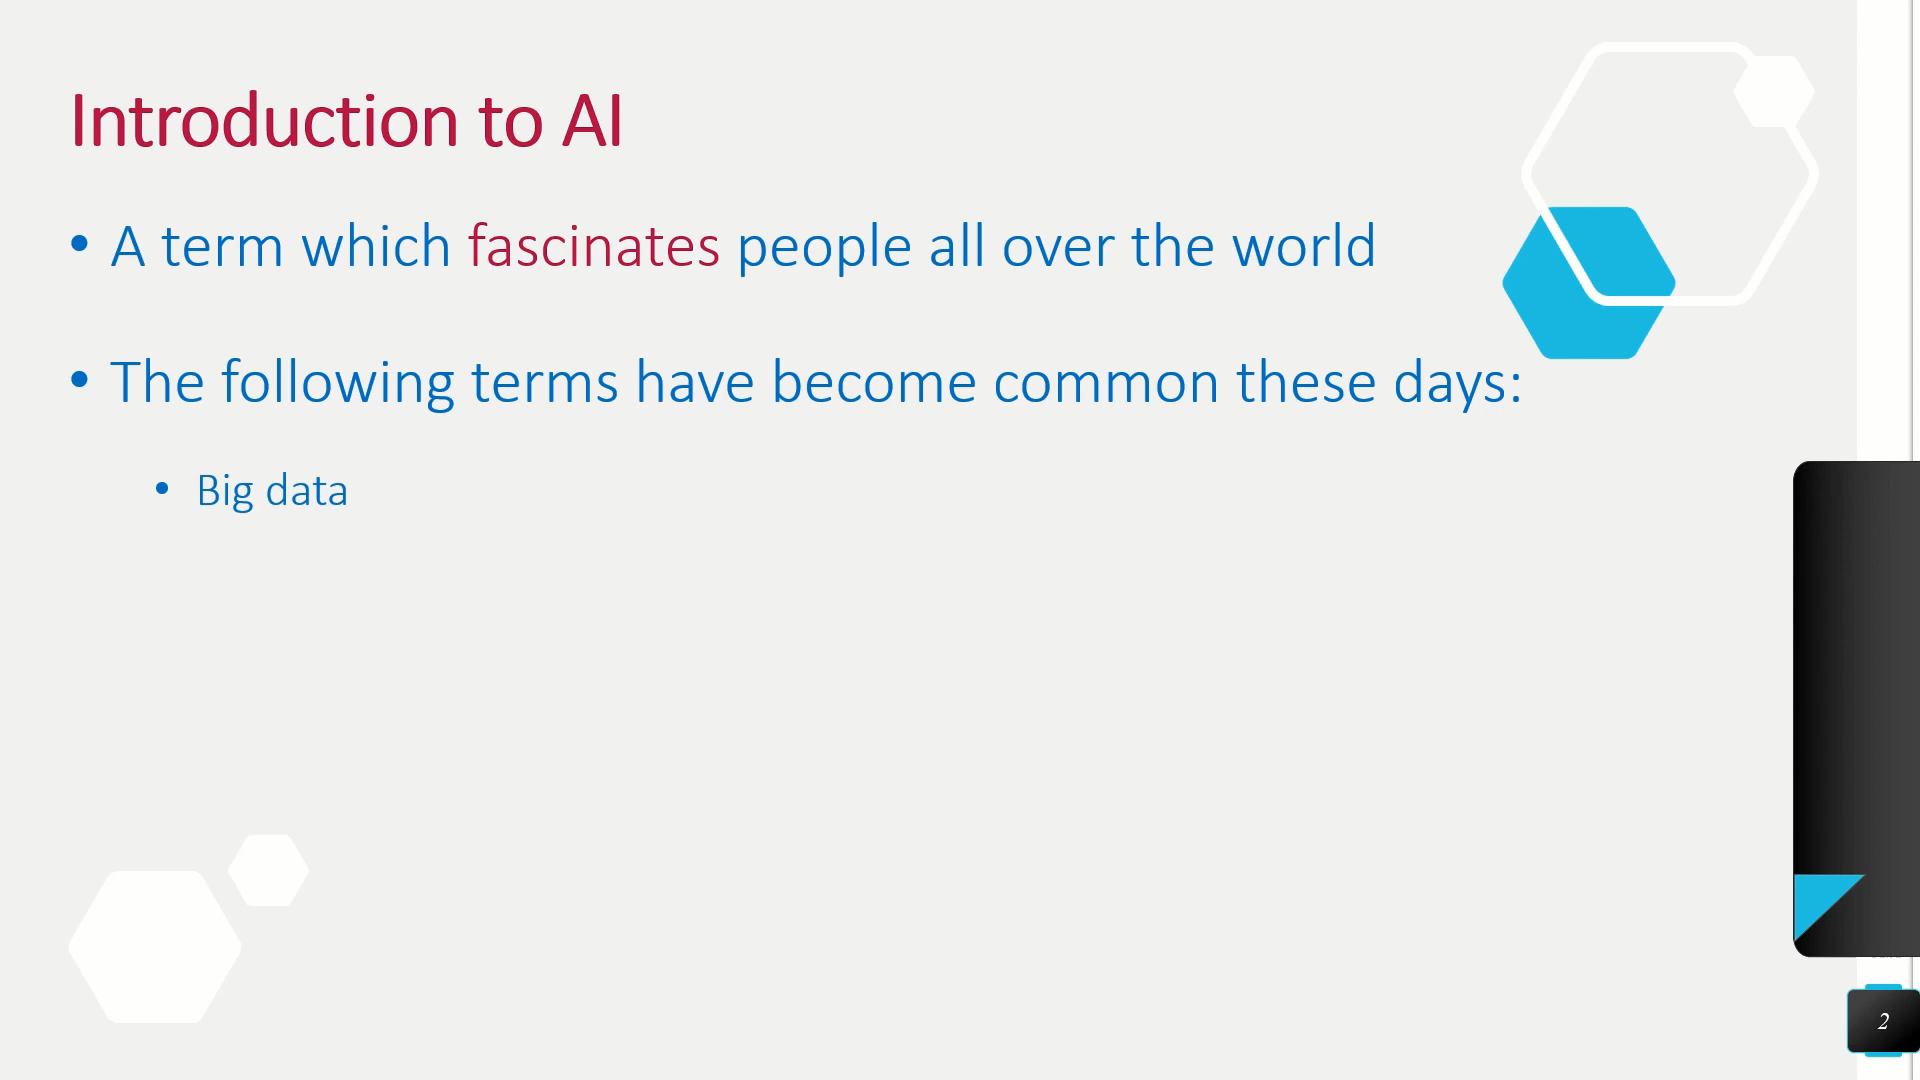 Introduction to AI
• A term which fascinates people all over the world
• The following terms have become common these days:
• Big data
2